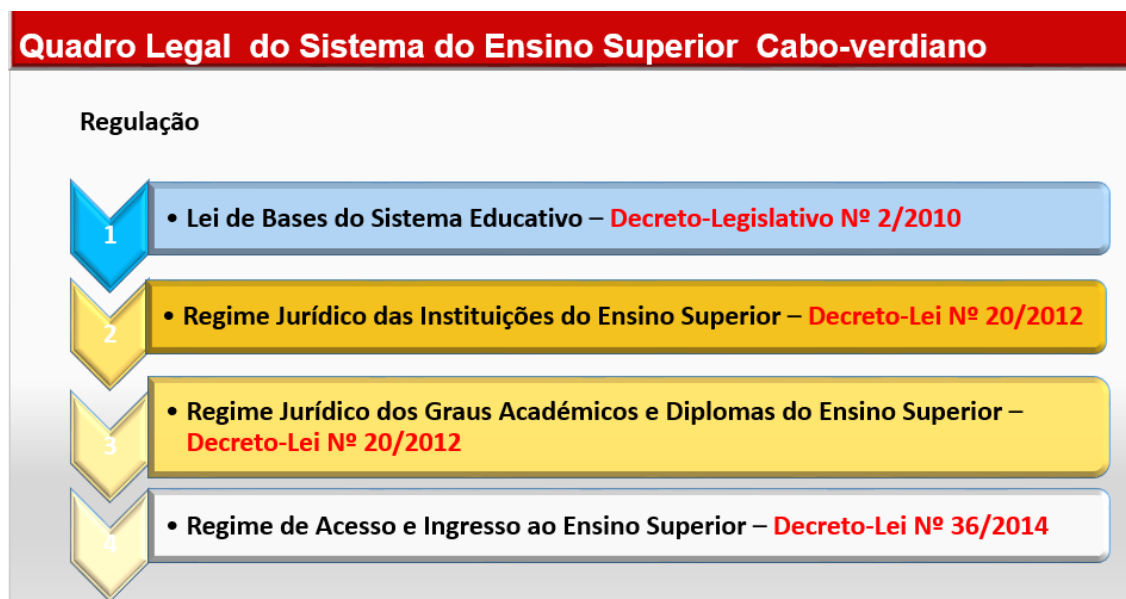 Quadro Legal do Sistema do Ensino Superior Cabo-verdiano
Regulação
1
• Lei de Bases do Sistema Educativo – Decreto-Legislativo Nº 2/2010
2
• Regime Jurídico das Instituições do Ensino Superior – Decreto-Lei Nº 20/2012
3
• Regime Jurídico dos Graus Académicos e Diplomas do Ensino Superior –
Decreto-Lei Nº 20/2012
4
• Regime de Acesso e Ingresso ao Ensino Superior – Decreto-Lei Nº 36/2014